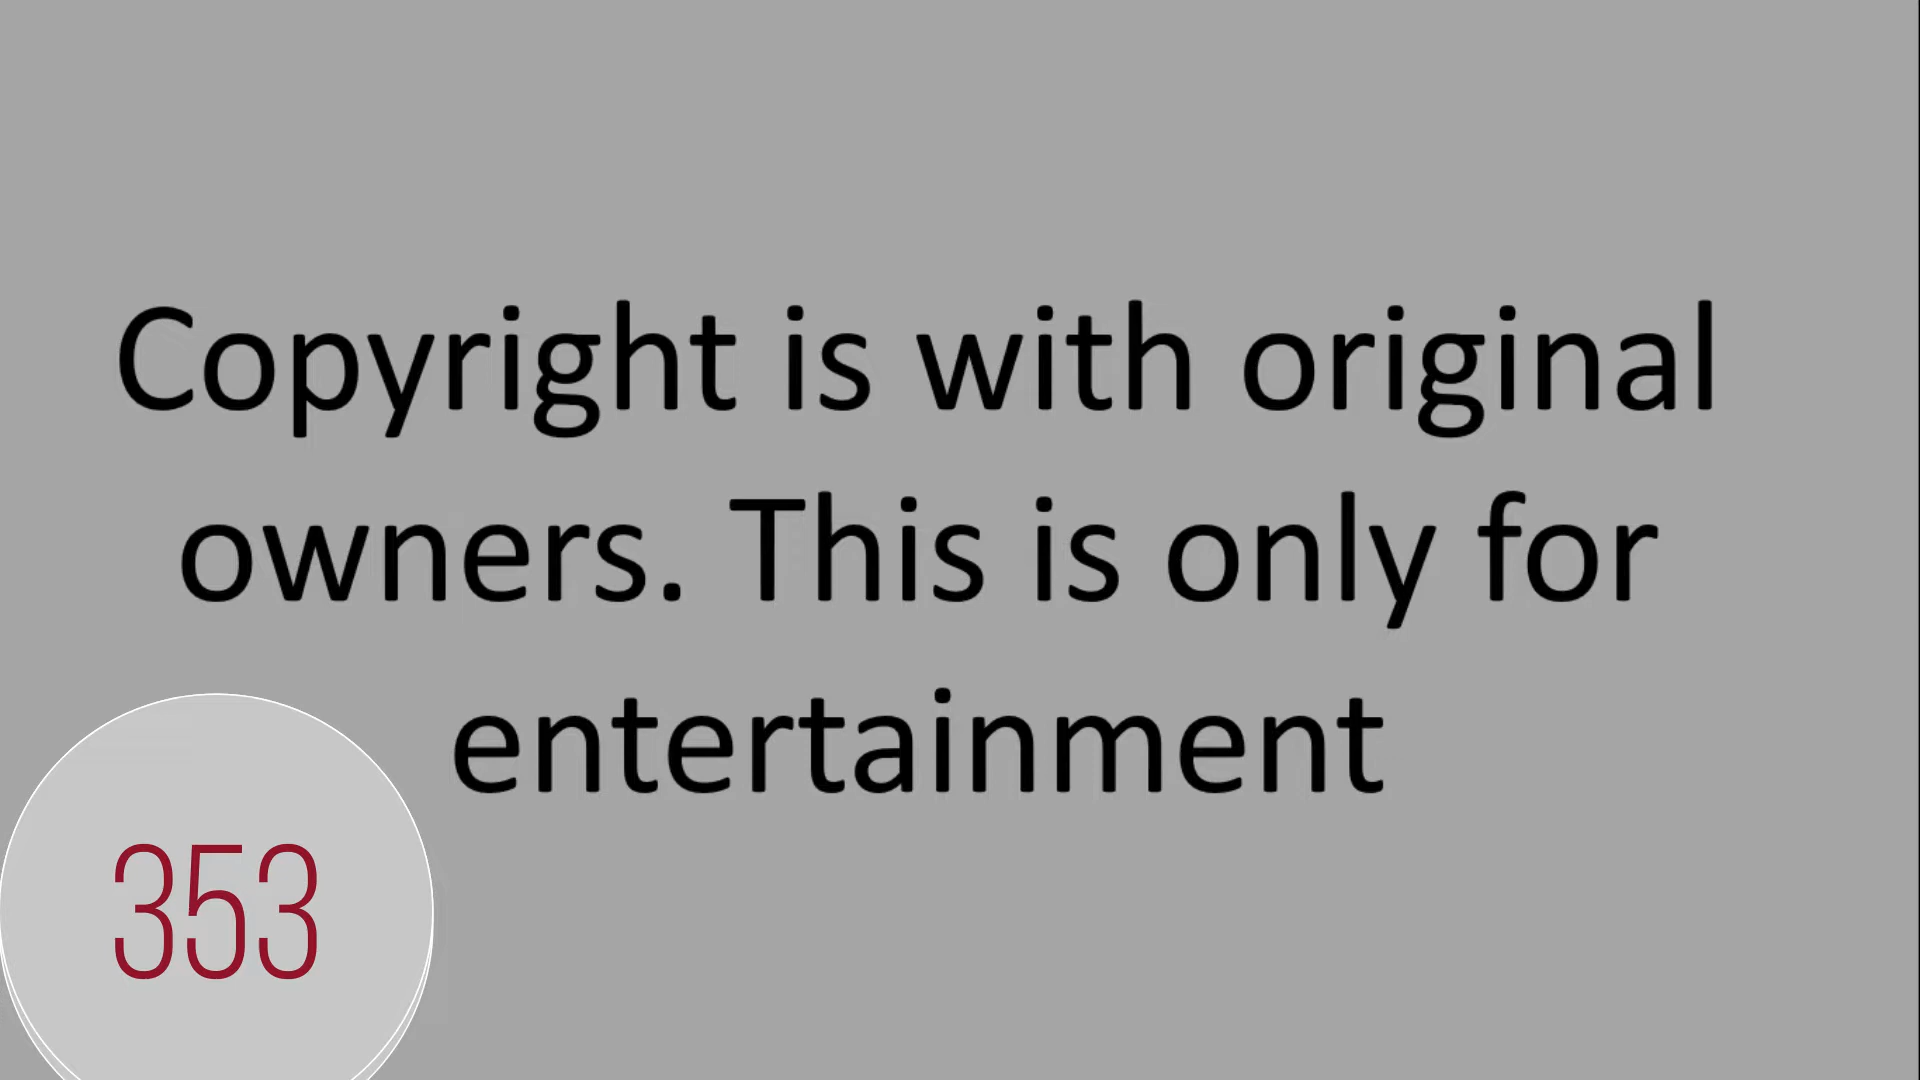 Copyright is with original
owners. This is only for
entertainment
353